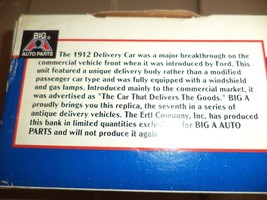 BIG A
AUTO PARTS
The 1912 Delivery Car was a major breakthrough on the
commercial vehicle front when it was introduced by Ford. This
unit featured a unique delivery body rather than a modified
passenger car type and was fully equipped with a windshield
and gas lamps. Introduced mainly to the commercial market, it
was advertised as "The Car That Delivers The Goods." BIG A
proudly brings you this replica, the seventh in a series of
antique delivery vehicles. The Ertl Company, Inc. has produced
this bank in limited quantities for BIG A AUTO
PARTS and will not produce it again